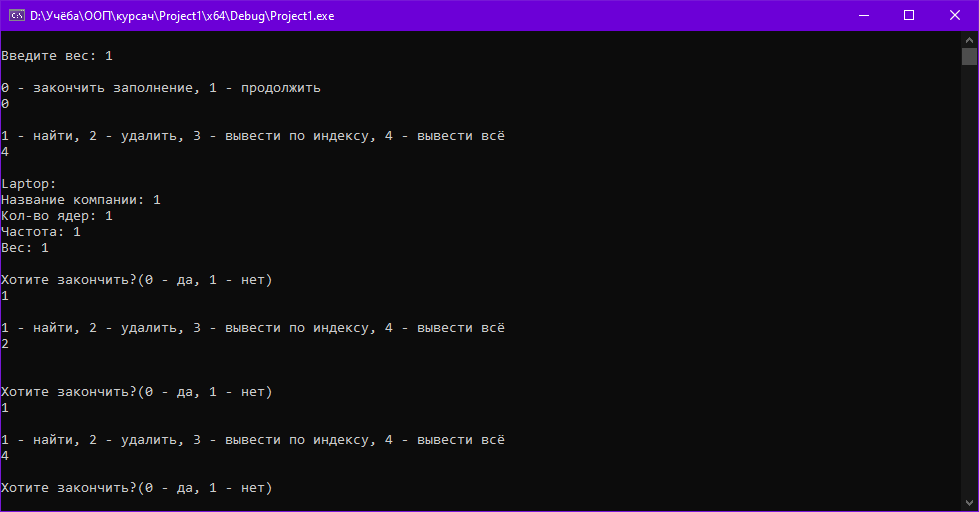 D:\Учёба\ООП\курсач\Project1\x64\Debug\Project1.exe
Введите вес: 1
0 - закончить заполнение, 1 - продолжить
0
1 - найти, 2 - удалить, 3 - вывести по индексу, 4 - вывести всё
4
Laptop:
Название компании: 1
Кол-во ядер: 1
Частота: 1
Вес: 1
Хотите закончить?(0 - да, 1 - нет)
1
1 - найти, 2 - удалить, 3 - вывести по индексу, 4 - вывести всё
2
Хотите закончить?(0 - да, 1 - нет)
1
1 - найти, 2 - удалить, 3 - вывести по индексу, 4 - вывести всё
4
Хотите закончить?(0 - да, 1 - нет)